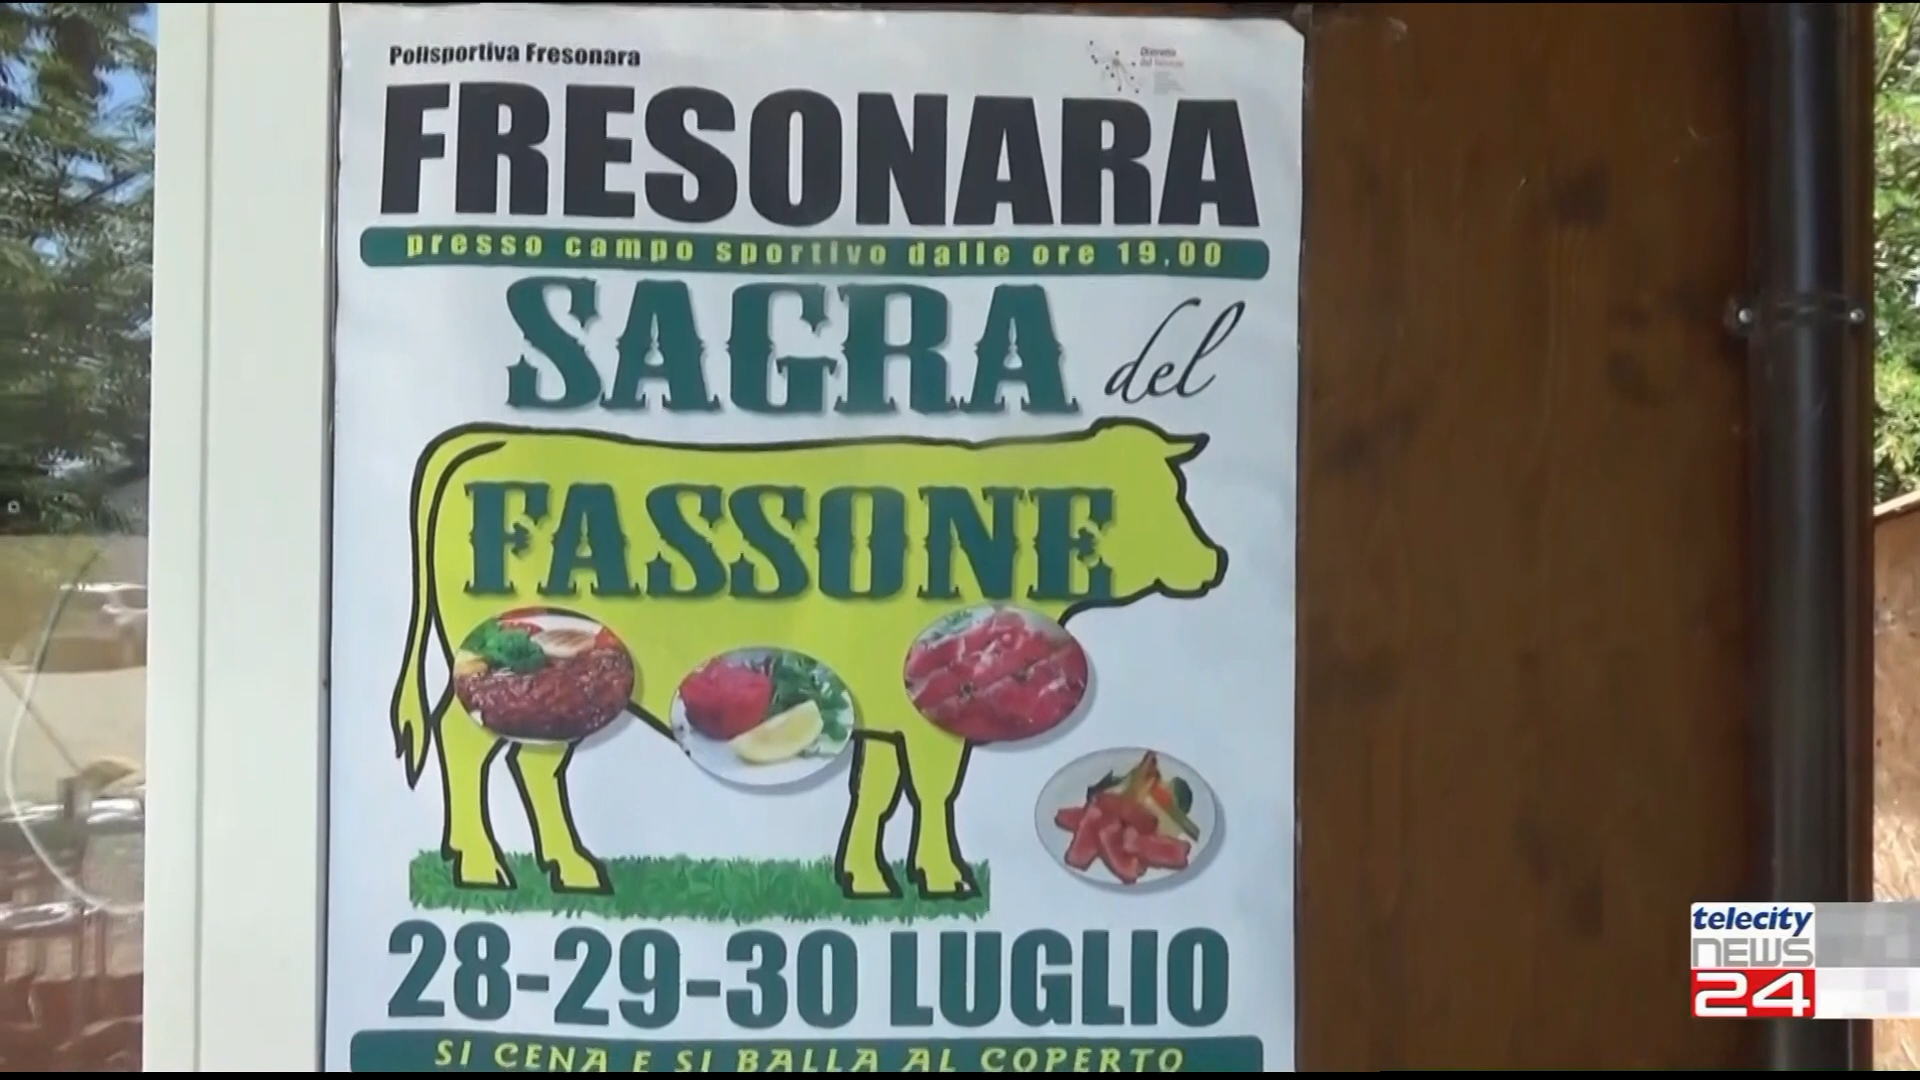 Polisportiva Fresonara
FRESONARA
presso campo sportivo dalle ore 19,00
SAGRA del
FASSONE
28-29-30 LUGLIO
SI CENA E SI BALLA AL COPERTO
telecity
NEWS
24